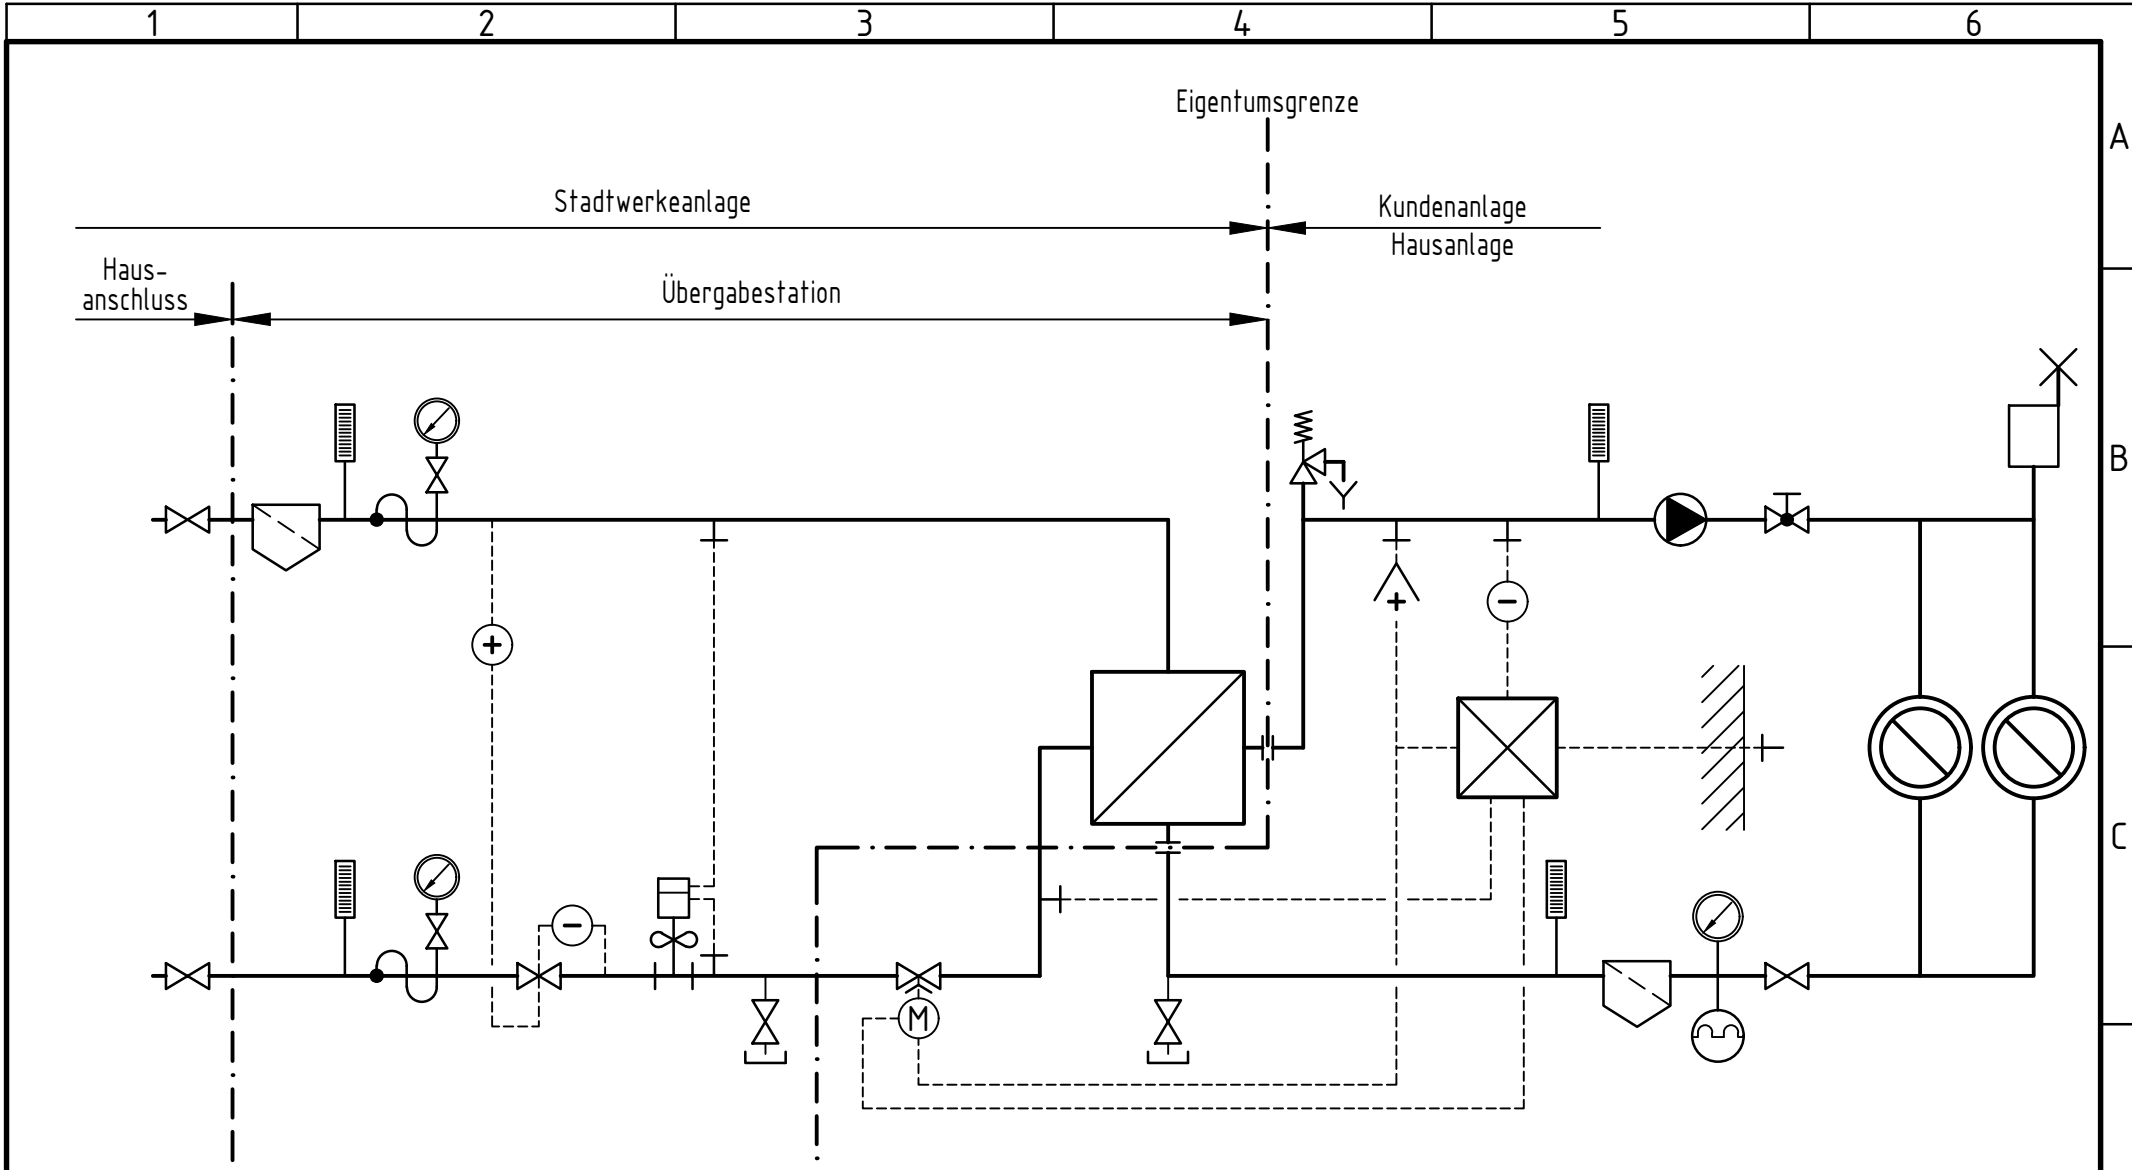 1 2 3 4 5 6
Eigentumsgrenze
A
Stadtwerkeanlage
Kundenanlage
Hausanlage
Haus-
anschluss
Übergabestation
B
+
+
−
C
−
M